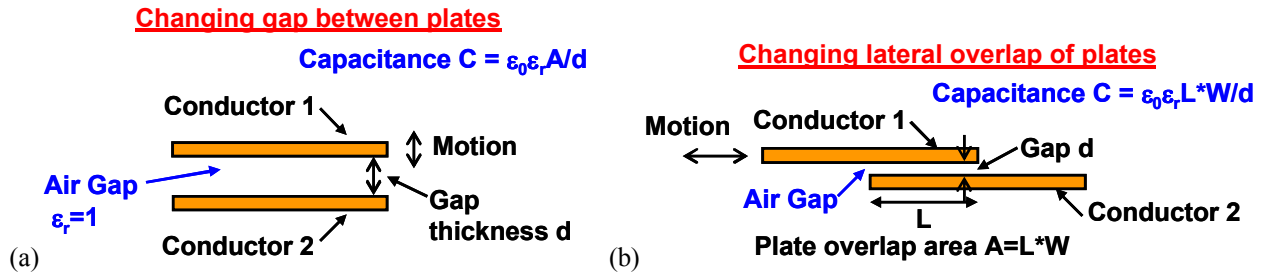 Changing gap between plates
Capacitance C = ε₀εᵣA/d
Conductor 1
Motion
Air Gap
εᵣ=1
Gap
thickness d
Conductor 2
(a)
Changing lateral overlap of plates
Capacitance C = ε₀εᵣL*W/d
Motion
Conductor 1
Gap d
Air Gap
L
Conductor 2
Plate overlap area A=L*W
(b)